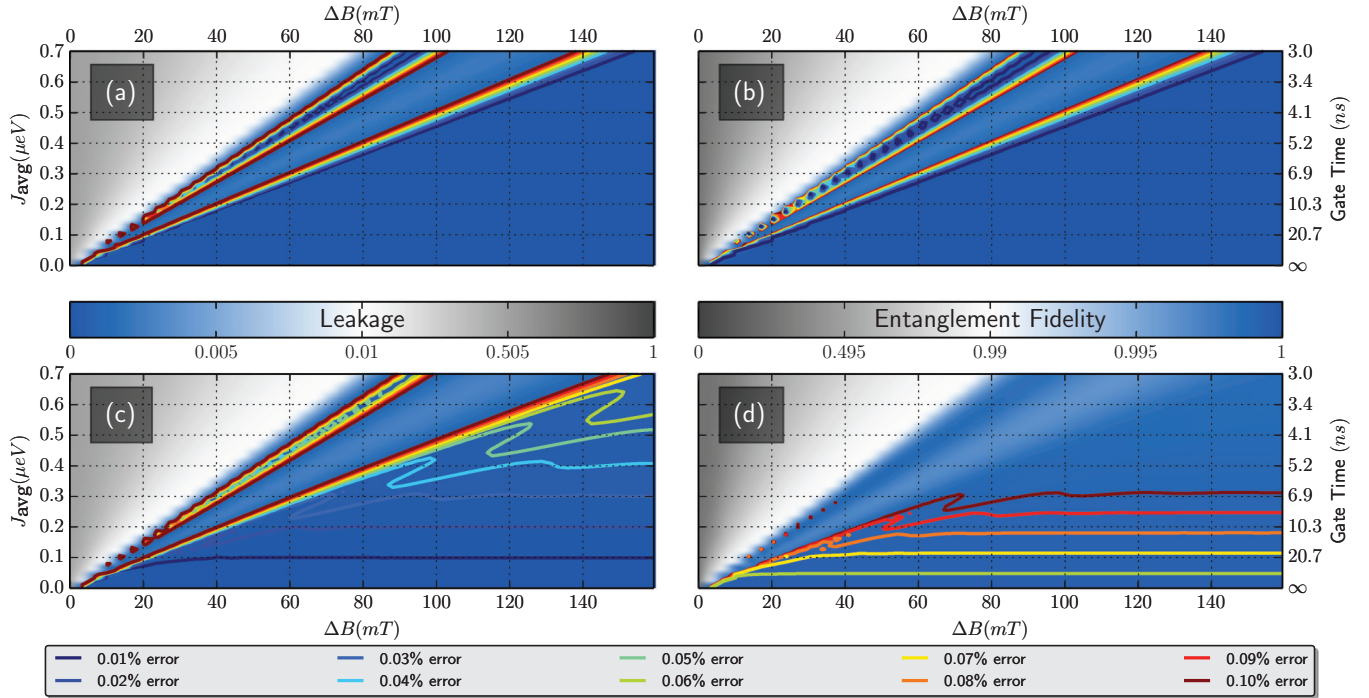 ΔB(mT) ΔB(mT)
0 20 40 60 80 100 120 140 0 20 40 60 80 100 120 140
0.7 3.0
0.6 (a) (b) 3.4
0.5 4.1
0.4 5.2
0.3 6.9
0.2 10.3
0.1 20.7
0.0 ∞
Javg(μeV)
Gate Time (ns)
Leakage Entanglement Fidelity
0 0.005 0.01 0.505 1 0 0.495 0.99 0.995 1
0.7 3.0
0.6 (c) (d) 3.4
0.5 4.1
0.4 5.2
0.3 6.9
0.2 10.3
0.1 20.7
0.0 ∞
Javg(μeV)
Gate Time (ns)
0 20 40 60 80 100 120 140 0 20 40 60 80 100 120 140
ΔB(mT) ΔB(mT)
0.01% error 0.03% error 0.05% error 0.07% error 0.09% error
0.02% error 0.04% error 0.06% error 0.08% error 0.10% error